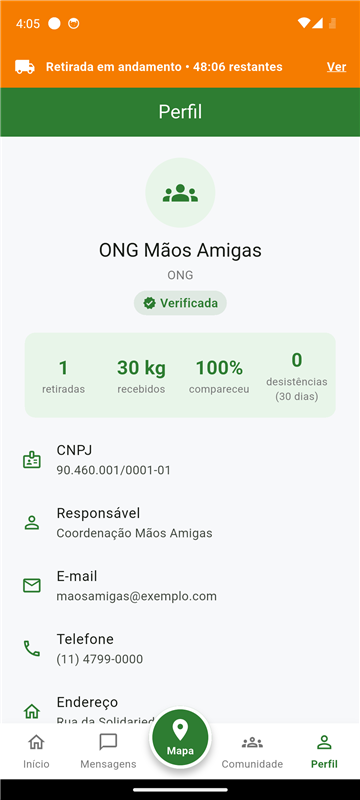 4:05
Retirada em andamento • 48:06 restantes
Ver
Perfil
ONG Mãos Amigas
ONG
Verificada
1
retiradas
30 kg
recebidos
100%
compareceu
0
desistências
(30 dias)
CNPJ
90.460.001/0001-01
Responsável
Coordenação Mãos Amigas
E-mail
maosamigas@exemplo.com
Telefone
(11) 4799-0000
Endereço
Rua da
Início
Mensagens
Mapa
Comunidade
Perfil